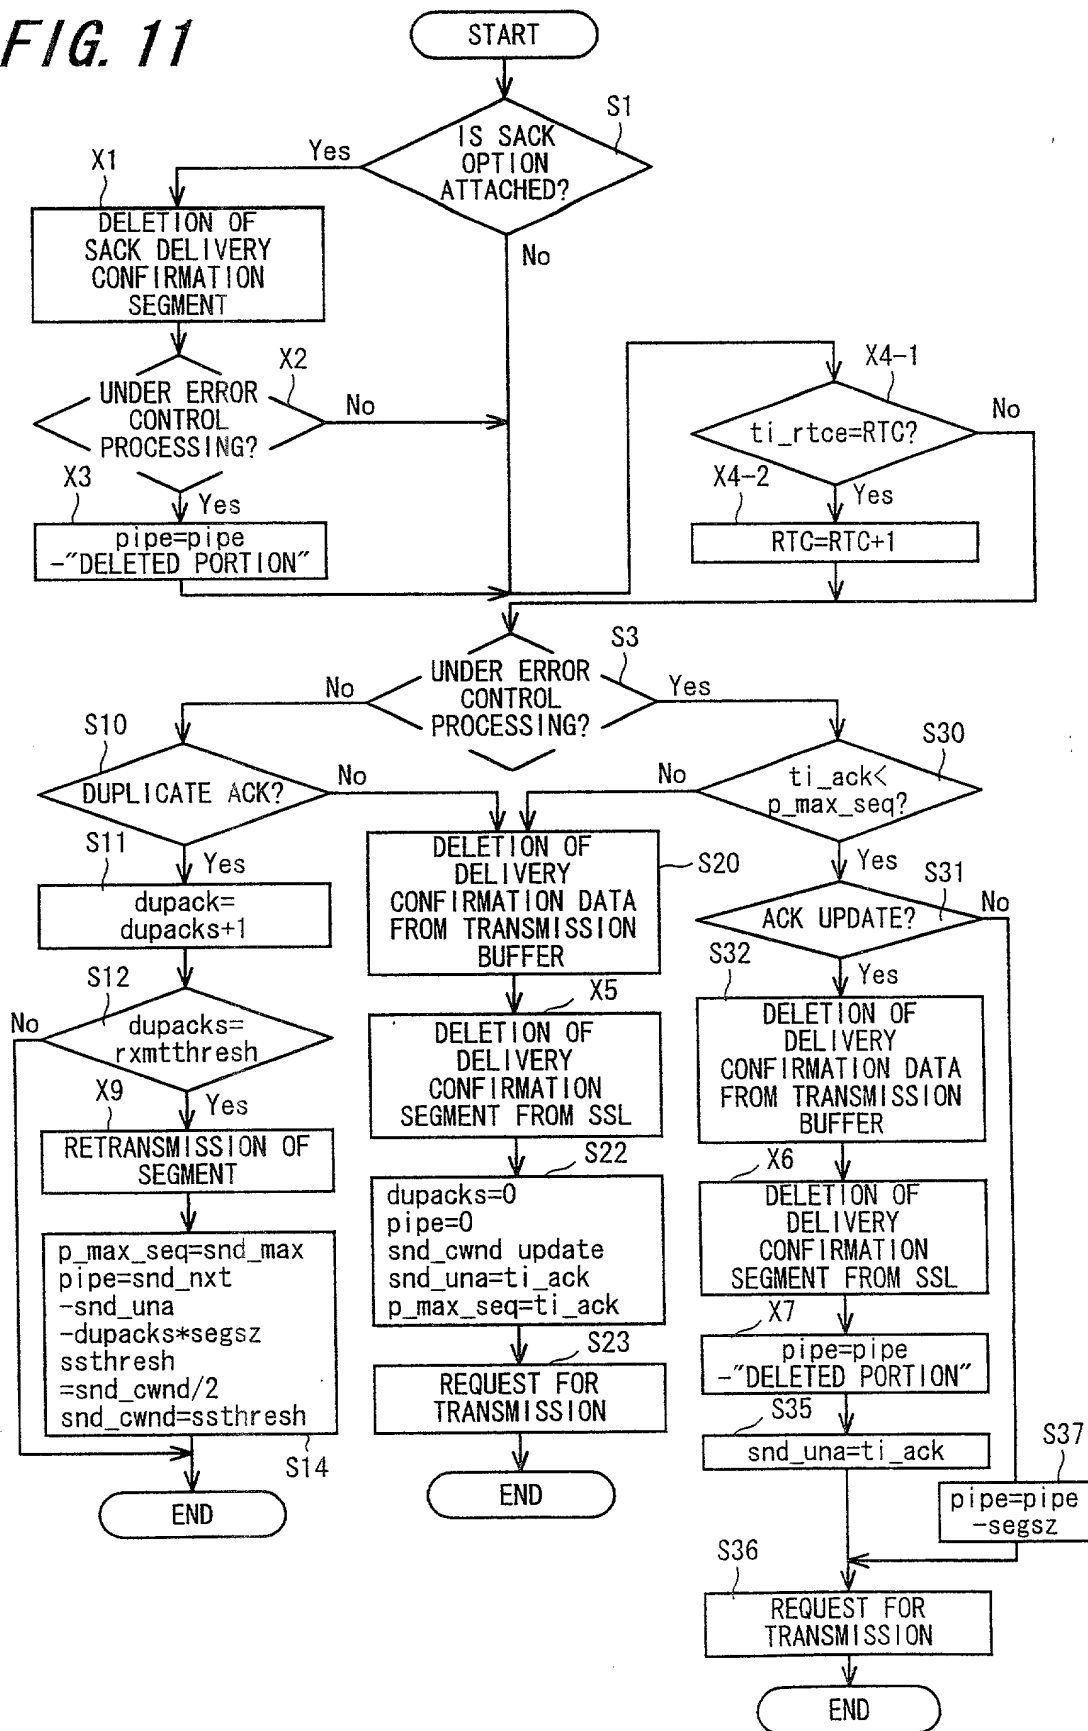 FIG. 11
START
S1
IS SACK
OPTION
ATTACHED?
Yes
No
X1
DELETION OF
SACK DELIVERY
CONFIRMATION
SEGMENT
X2
UNDER ERROR
CONTROL
PROCESSING?
No
Yes
X3
pipe=pipe
-"DELETED PORTION"
X4-1
ti_rtce=RTC?
No
Yes
X4-2
RTC=RTC+1
S3
UNDER ERROR
CONTROL
PROCESSING?
No
Yes
S10
DUPLICATE ACK?
No
Yes
S11
dupack=
dupacks+1
S12
dupacks=
rxmtthresh
No
Yes
X9
RETRANSMISSION OF
SEGMENT
p_max_seq=snd_max
pipe=snd_nxt
-snd_una
-dupacks*segsz
ssthresh
=snd_cwnd/2
snd_cwnd=ssthresh
S14
END
S20
DELETION OF
DELIVERY
CONFIRMATION DATA
FROM TRANSMISSION
BUFFER
X5
DELETION OF
DELIVERY
CONFIRMATION
SEGMENT FROM SSL
S22
dupacks=0
pipe=0
snd_cwnd update
snd_una=ti_ack
p_max_seq=ti_ack
S23
REQUEST FOR
TRANSMISSION
END
S30
ti_ack<
p_max_seq?
No
Yes
S31
ACK UPDATE?
No
Yes
S32
DELETION OF
DELIVERY
CONFIRMATION DATA
FROM TRANSMISSION
BUFFER
X6
DELETION OF
DELIVERY
CONFIRMATION
SEGMENT FROM SSL
X7
pipe=pipe
-"DELETED PORTION"
S35
snd_una=ti_ack
S37
pipe=pipe
-segsz
S36
REQUEST FOR
TRANSMISSION
END